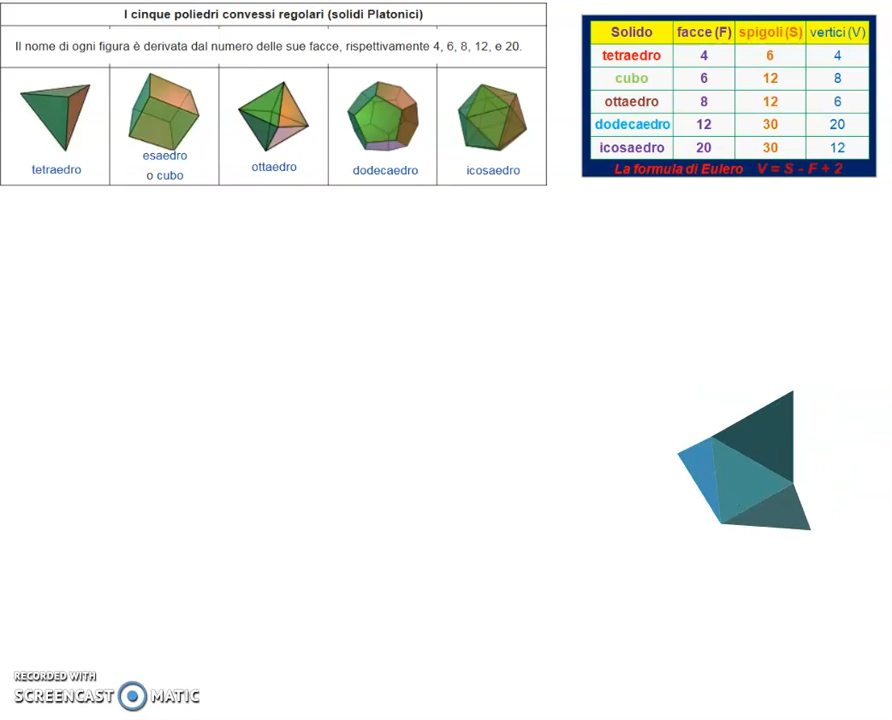 I cinque poliedri convessi regolari (solidi Platonici)
Il nome di ogni figura è derivata dal numero delle sue facce, rispettivamente 4, 6, 8, 12, e 20.
tetraedro
esaedro
o cubo
ottaedro
dodecaedro
icosaedro
Solido facce (F) spigoli (S) vertici (V)
tetraedro 4 6 4
cubo 6 12 8
ottaedro 8 12 6
dodecaedro 12 30 20
icosaedro 20 30 12
La formula di Eulero V = S - F + 2
RECORDED WITH
SCREENCAST MATIC